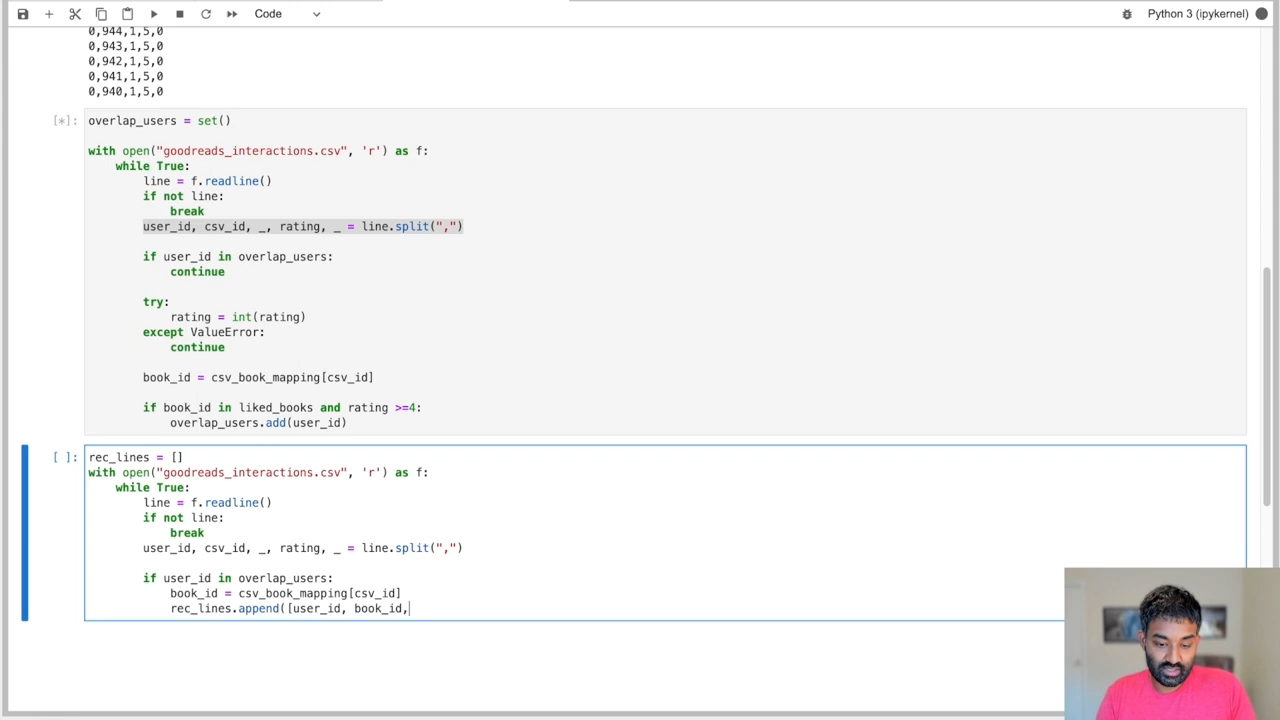 Code
Python 3 (ipykernel)
0,944,1,5,0
0,943,1,5,0
0,942,1,5,0
0,941,1,5,0
0,940,1,5,0
[*]:
overlap_users = set()
with open("goodreads_interactions.csv", 'r') as f:
while True:
line = f.readline()
if not line:
break
user_id, csv_id, _, rating, _ = line.split(",")
if user_id in overlap_users:
continue
try:
rating = int(rating)
except ValueError:
continue
book_id = csv_book_mapping[csv_id]
if book_id in liked_books and rating >=4:
overlap_users.add(user_id)
[ ]:
rec_lines = []
with open("goodreads_interactions.csv", 'r') as f:
while True:
line = f.readline()
if not line:
break
user_id, csv_id, _, rating, _ = line.split(",")
if user_id in overlap_users:
book_id = csv_book_mapping[csv_id]
rec_lines.append([user_id, book_id,